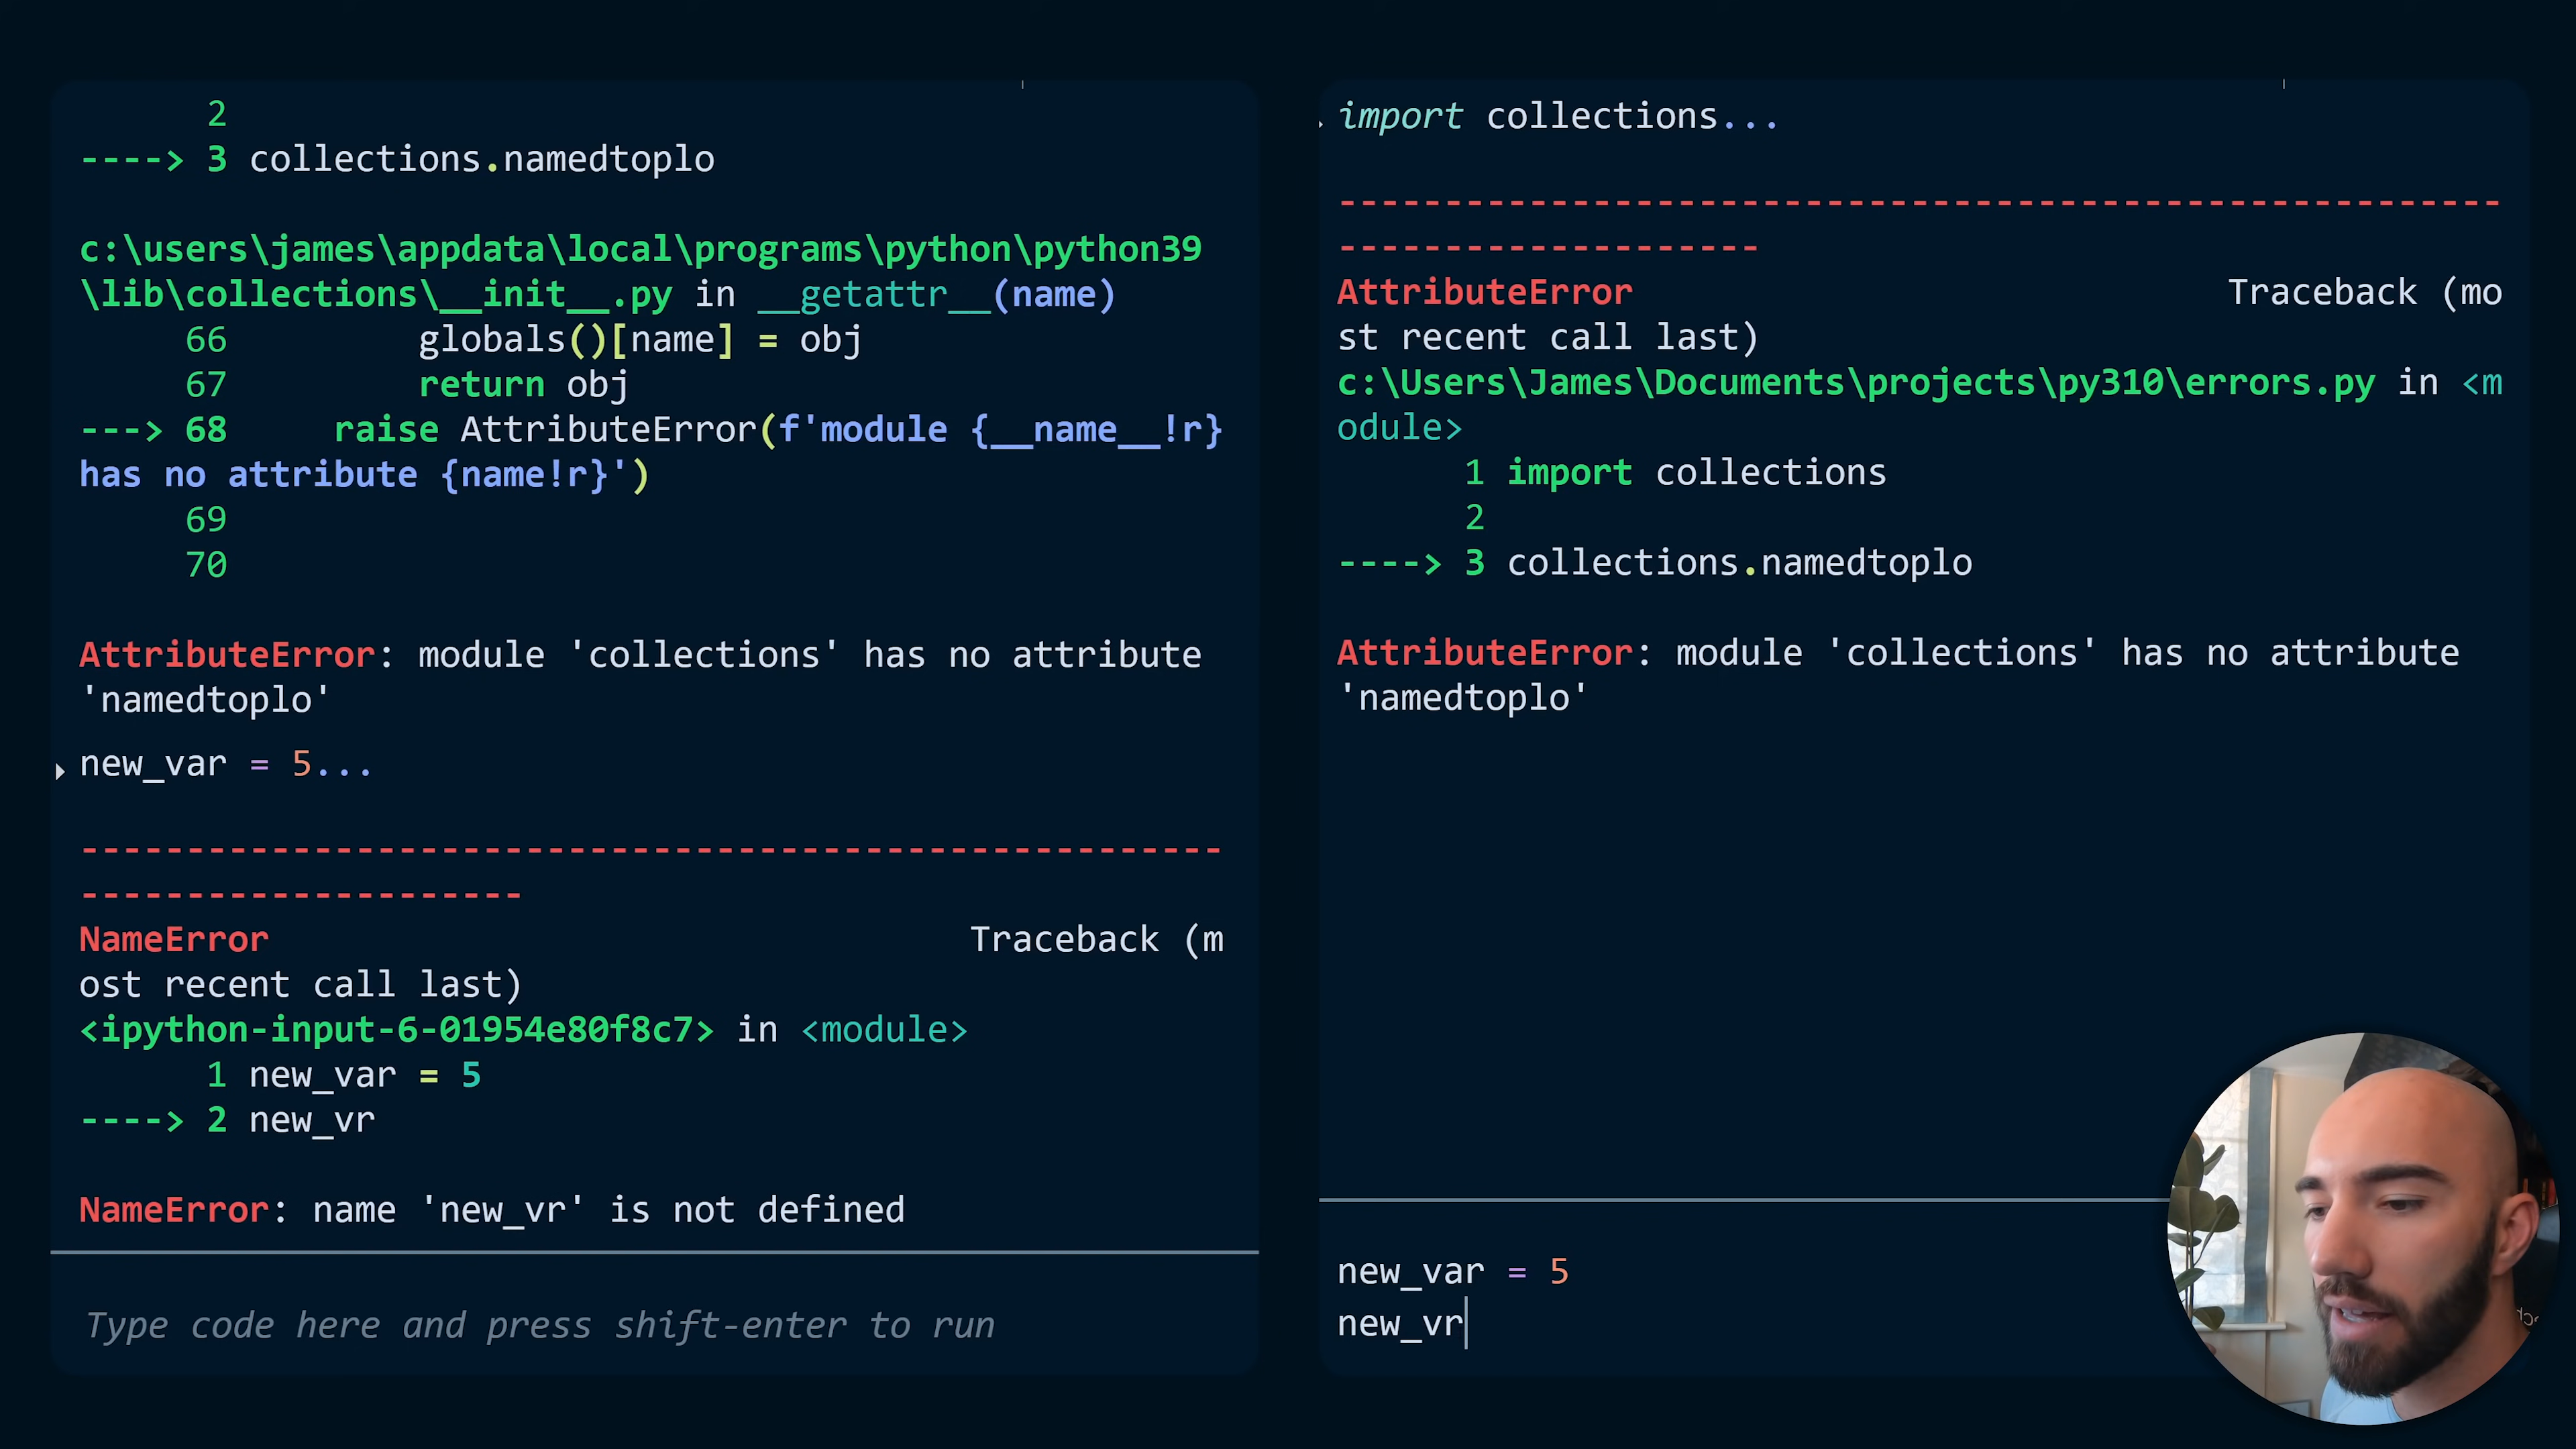 2
----> 3 collections.namedtoplo
c:\users\james\appdata\local\programs\python\python39
\lib\collections\__init__.py in __getattr__(name)
66 globals()[name] = obj
67 return obj
---> 68 raise AttributeError(f'module {__name__!r}
has no attribute {name!r}')
69
70
AttributeError: module 'collections' has no attribute
'namedtoplo'
new_var = 5...
------------------------------------------------------
---------------------
NameError Traceback (m
ost recent call last)
<ipython-input-6-01954e80f8c7> in <module>
1 new_var = 5
----> 2 new_vr
NameError: name 'new_vr' is not defined
Type code here and press shift-enter to run
import collections...
-------------------------------------------------------
--------------------
AttributeError Traceback (mo
st recent call last)
c:\Users\James\Documents\projects\py310\errors.py in <m
odule>
1 import collections
2
----> 3 collections.namedtoplo
AttributeError: module 'collections' has no attribute
'namedtoplo'
new_var = 5
new_vr